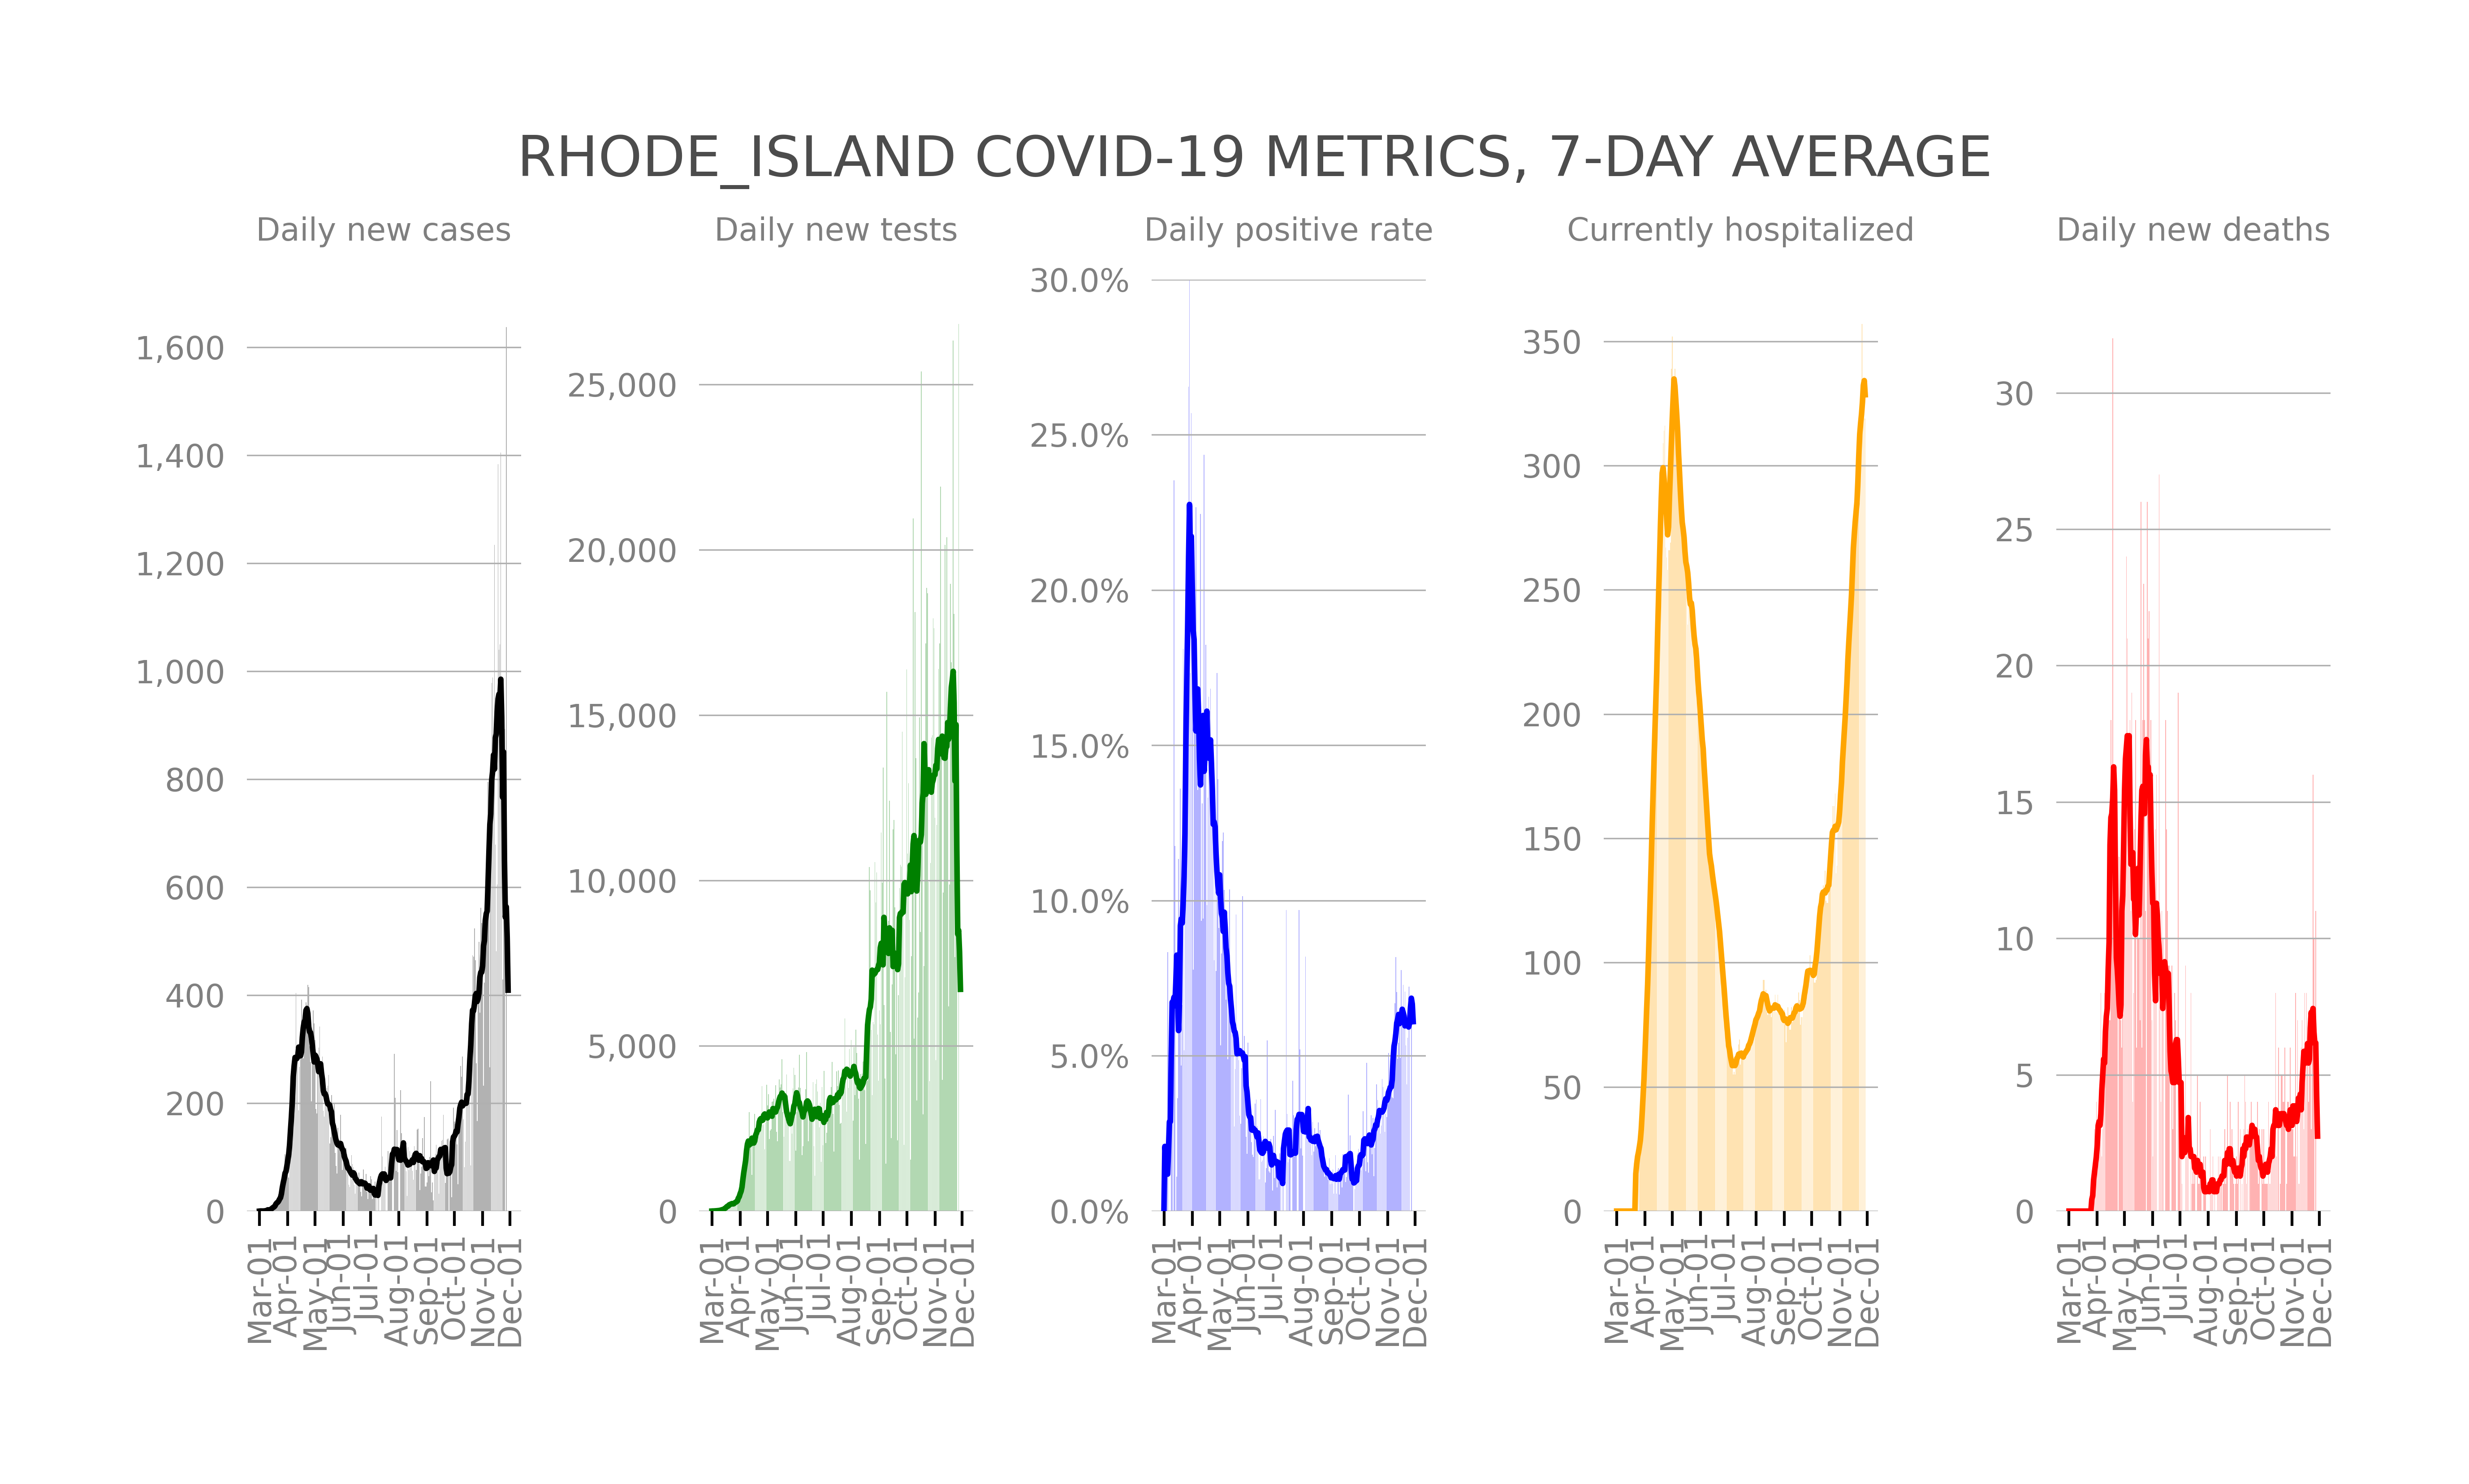 RHODE_ISLAND COVID-19 METRICS, 7-DAY AVERAGE
Daily new cases
1,600
1,400
1,200
1,000
800
600
400
200
0
Mar-01
Apr-01
May-01
Jun-01
Jul-01
Aug-01
Sep-01
Oct-01
Nov-01
Dec-01
Daily new tests
25,000
20,000
15,000
10,000
5,000
0
Mar-01
Apr-01
May-01
Jun-01
Jul-01
Aug-01
Sep-01
Oct-01
Nov-01
Dec-01
Daily positive rate
30.0%
25.0%
20.0%
15.0%
10.0%
5.0%
0.0%
Mar-01
Apr-01
May-01
Jun-01
Jul-01
Aug-01
Sep-01
Oct-01
Nov-01
Dec-01
Currently hospitalized
350
300
250
200
150
100
50
0
Mar-01
Apr-01
May-01
Jun-01
Jul-01
Aug-01
Sep-01
Oct-01
Nov-01
Dec-01
Daily new deaths
30
25
20
15
10
5
0
Mar-01
Apr-01
May-01
Jun-01
Jul-01
Aug-01
Sep-01
Oct-01
Nov-01
Dec-01